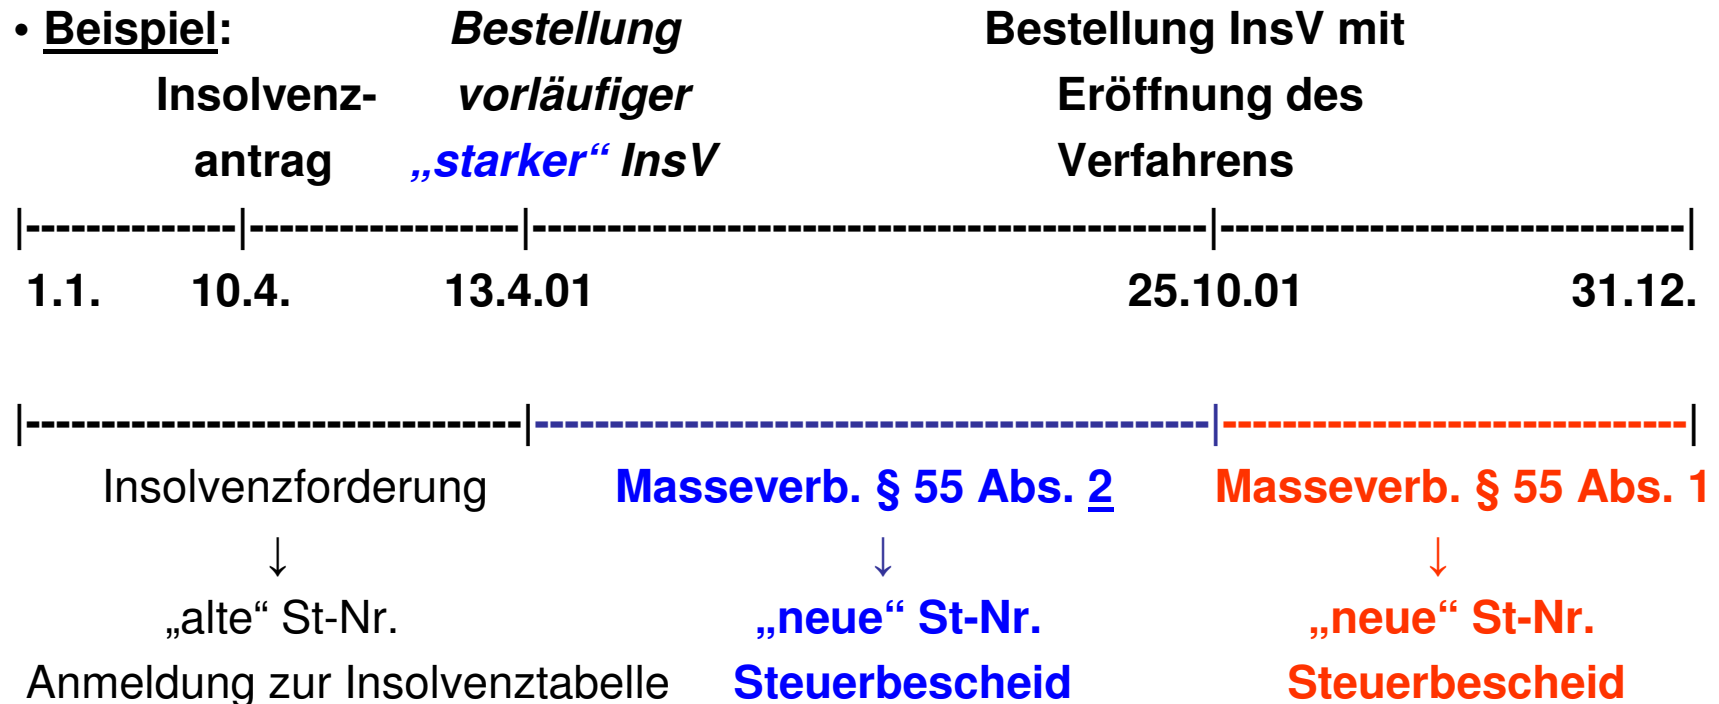 • Beispiel: Bestellung Bestellung InsV mit
Insolvenz- vorläufiger Eröffnung des
antrag „starker“ InsV Verfahrens
|--------------|------------------|---------------------------------------------|-------------------------------|
1.1. 10.4. 13.4.01 25.10.01 31.12.
|---------------------------------|---------------------------------------------|-------------------------------|
Insolvenzforderung Masseverb. § 55 Abs. 2 Masseverb. § 55 Abs. 1
↓ ↓ ↓
„alte“ St-Nr. „neue“ St-Nr. „neue“ St-Nr.
Anmeldung zur Insolvenztabelle Steuerbescheid Steuerbescheid